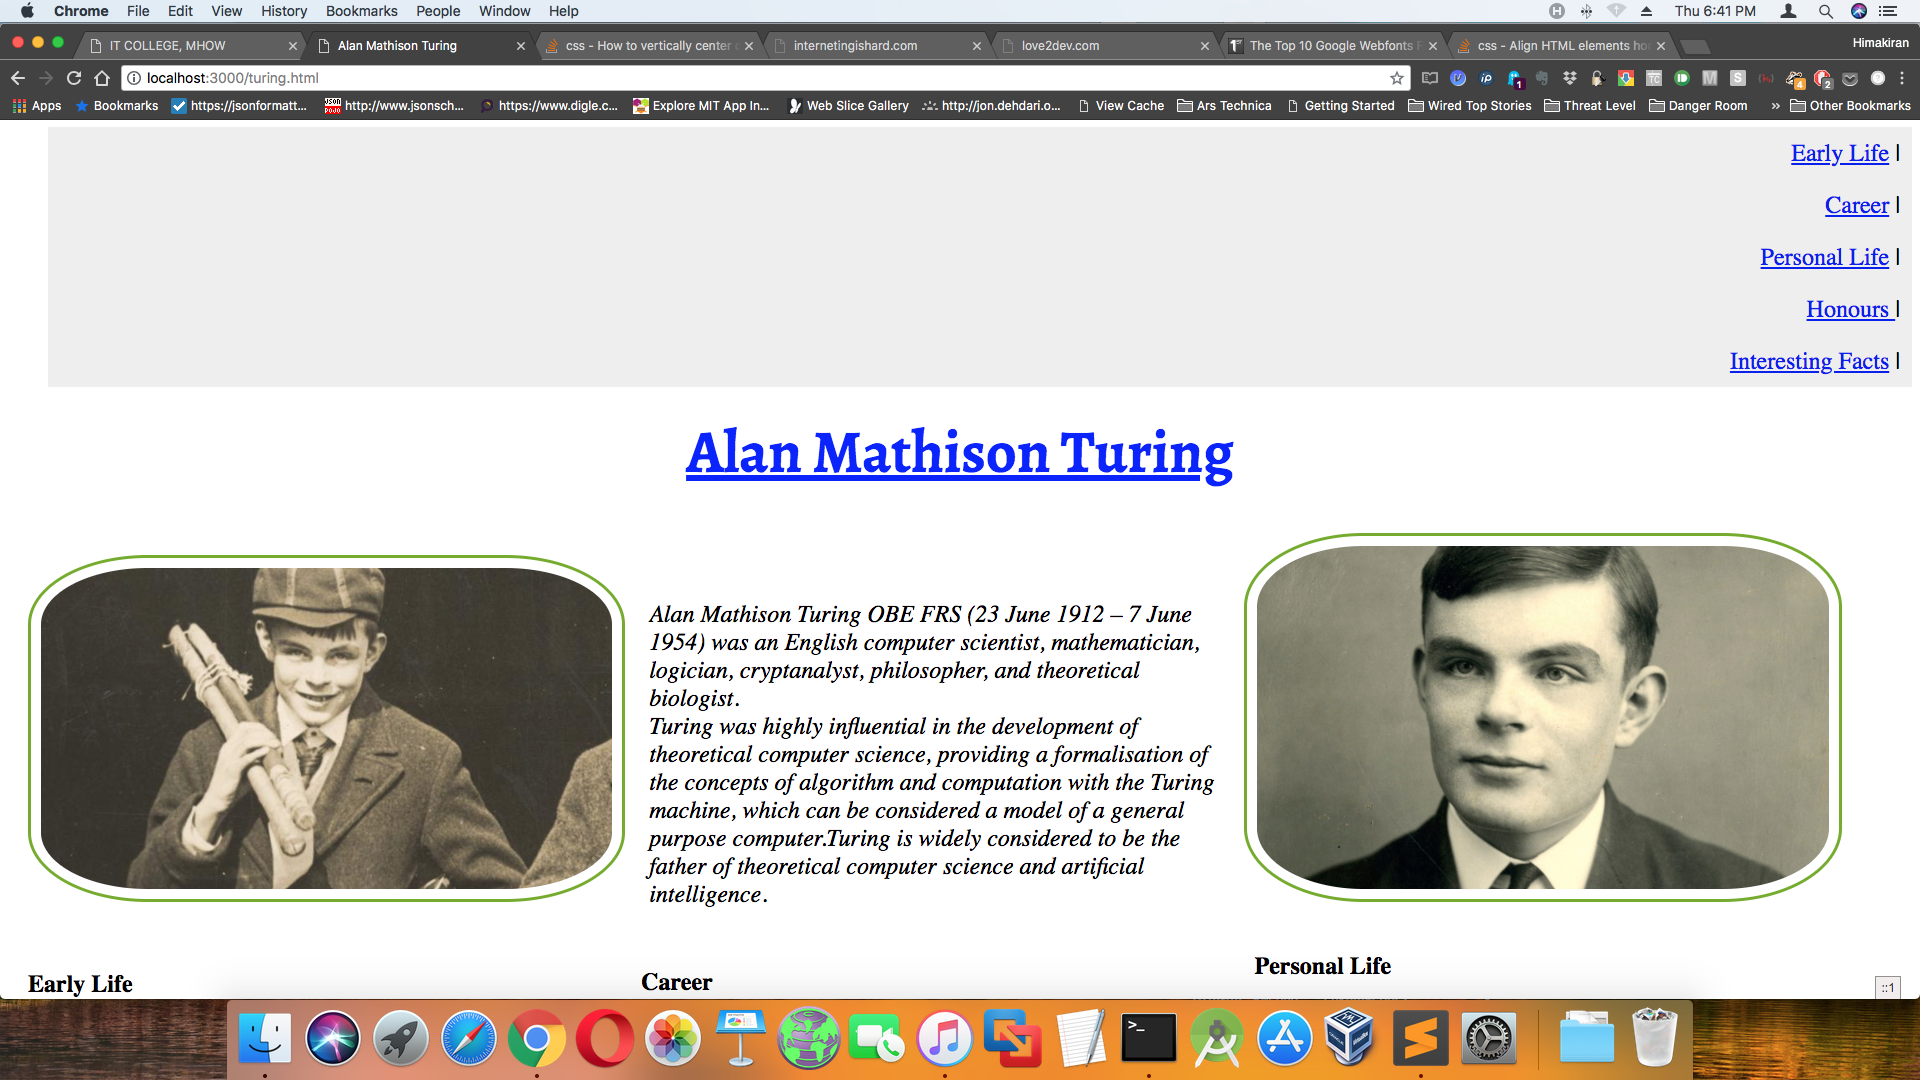 Chrome File Edit View History Bookmarks People Window Help Thu 6:41 PM
IT COLLEGE, MHOW
Alan Mathison Turing
css - How to vertically center
internetingishard.com
love2dev.com
The Top 10 Google Webfonts
css - Align HTML elements
Himakiran
localhost:3000/turing.html
Apps Bookmarks https://jsonformatt... http://www.jsonsch... https://www.digle.c... Explore MIT App In... Web Slice Gallery http://jon.dehdari.o... View Cache Ars Technica Getting Started Wired Top Stories Threat Level Danger Room » Other Bookmarks
Early Life |
Career |
Personal Life |
Honours |
Interesting Facts |
Alan Mathison Turing
Alan Mathison Turing OBE FRS (23 June 1912 – 7 June
1954) was an English computer scientist, mathematician,
logician, cryptanalyst, philosopher, and theoretical
biologist.
Turing was highly influential in the development of
theoretical computer science, providing a formalisation of
the concepts of algorithm and computation with the Turing
machine, which can be considered a model of a general
purpose computer.Turing is widely considered to be the
father of theoretical computer science and artificial
intelligence.
Early Life
Career
Personal Life
::1